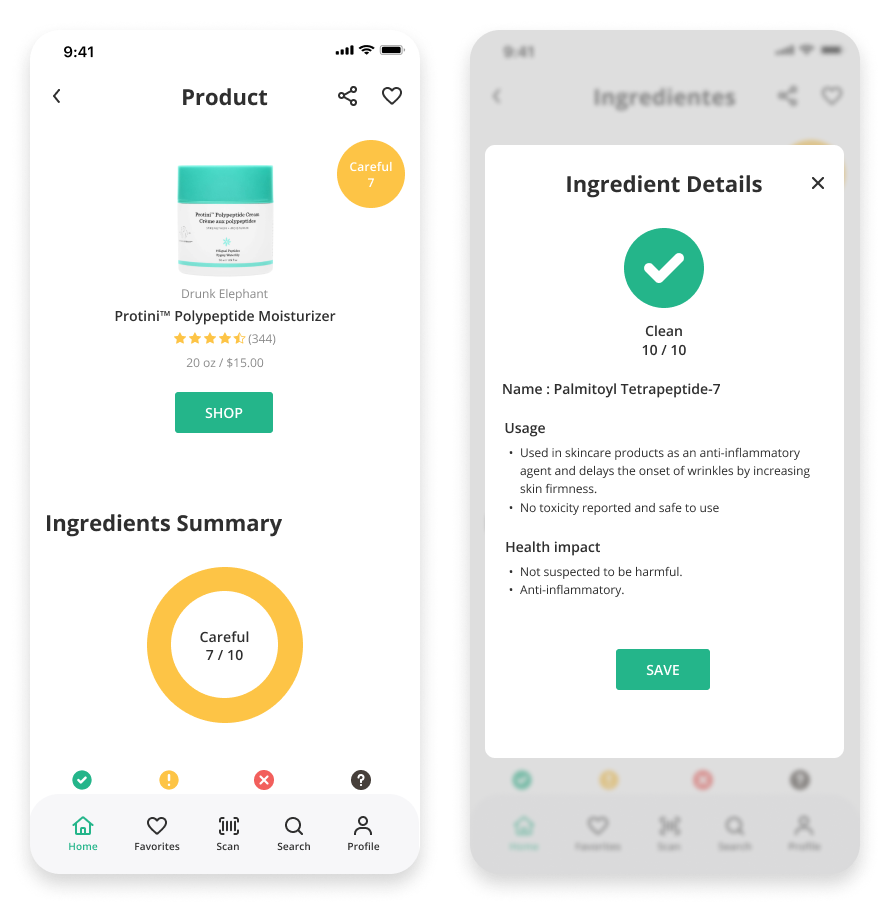 9:41
Product
Careful
7
Protini™ Polypeptide Cream
Crème aux polypeptides
Drunk Elephant
Protini™ Polypeptide Moisturizer
(344)
20 oz / $15.00
SHOP
Ingredients Summary
Careful
7 / 10
Home
Favorites
Scan
Search
Profile
9:41
Ingredientes
Ingredient Details
Clean
10 / 10
Name : Palmitoyl Tetrapeptide-7
Usage
• Used in skincare products as an anti-inflammatory
agent and delays the onset of wrinkles by increasing
skin firmness.
• No toxicity reported and safe to use
Health impact
• Not suspected to be harmful.
• Anti-inflammatory.
SAVE
Home
Favorites
Scan
Search
Profile